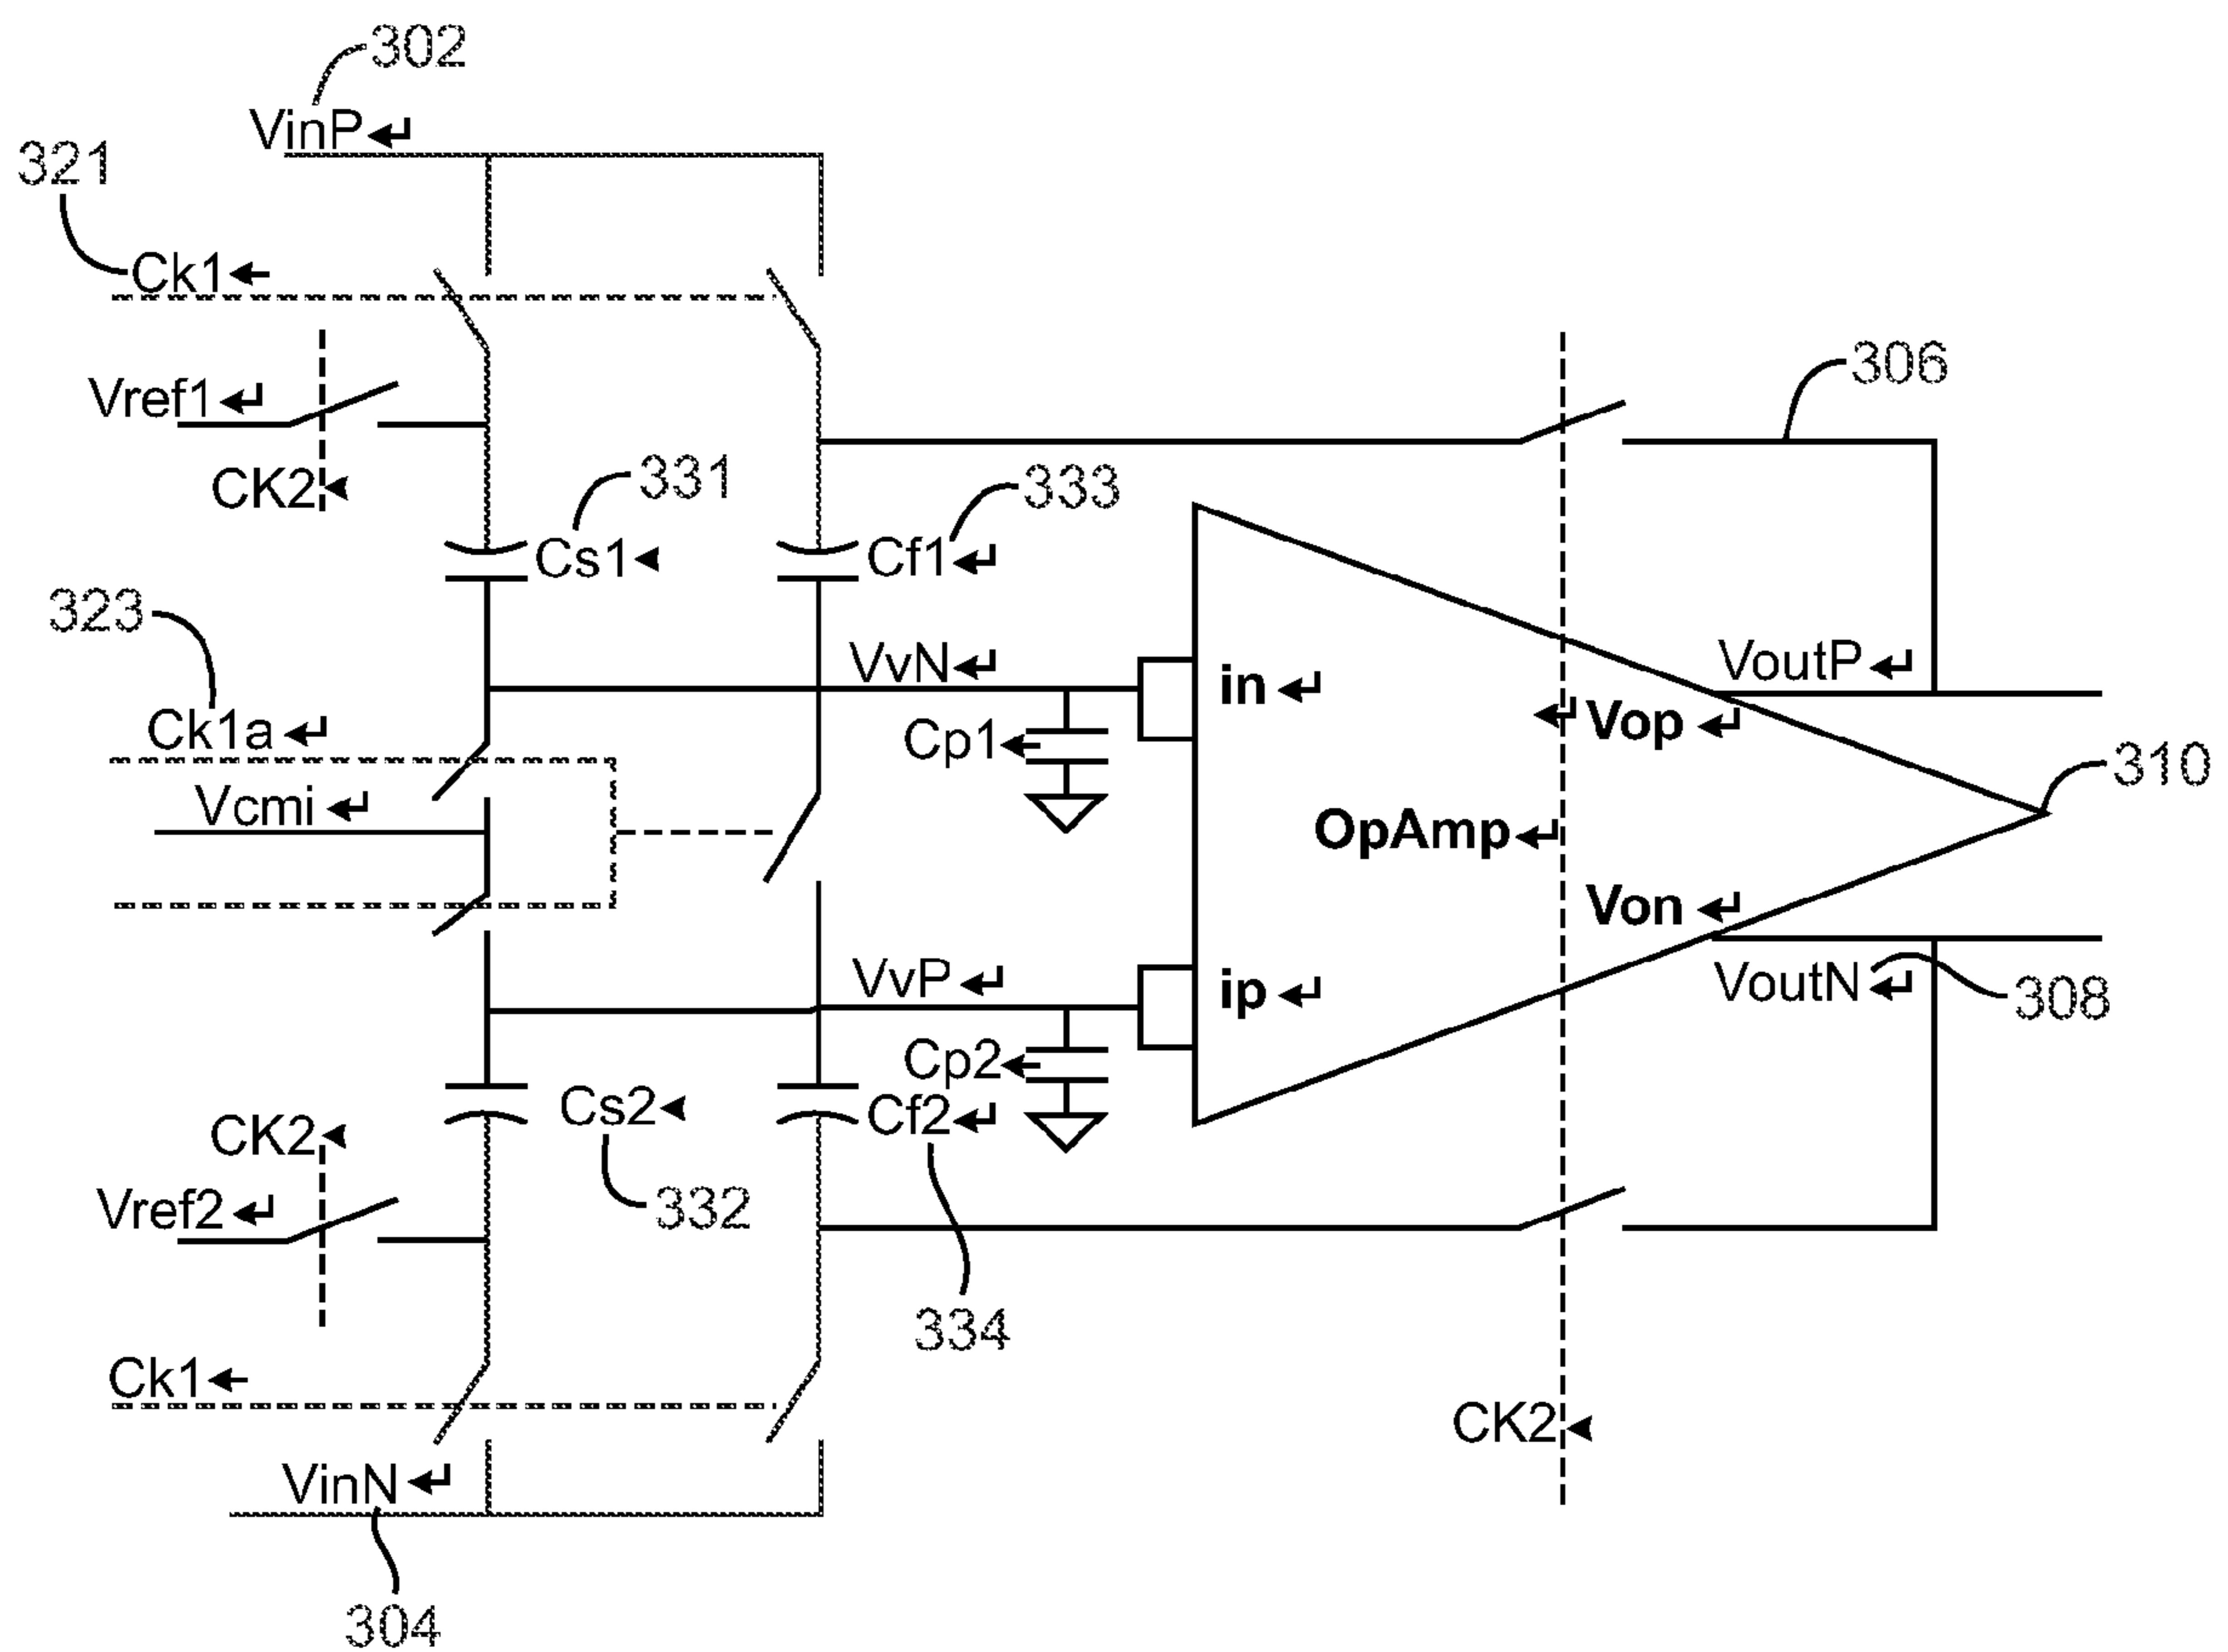 302
VinP
321
Ck1
306
Vref1
CK2
331
333
Cs1
Cf1
323
VvN
in
VoutP
Ck1a
Cp1
Vop
310
Vcmi
OpAmp
Von
VvP
ip
VoutN
308
Cp2
Cs2
Cf2
CK2
Vref2
332
334
Ck1
CK2
VinN
304